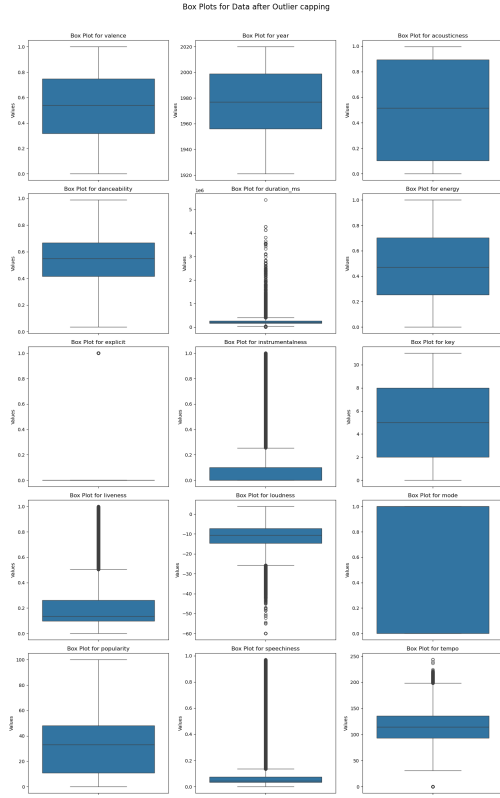 Box Plots for Data after Outlier capping
Box Plot for valence
Box Plot for year
Box Plot for acousticness
Values
1.0
0.8
0.6
0.4
0.2
0.0
Values
2020
2000
1980
1960
1940
1920
Values
1.0
0.8
0.6
0.4
0.2
0.0
Box Plot for danceability
1e6
Box Plot for duration_ms
Box Plot for energy
Values
1.0
0.8
0.6
0.4
0.2
0.0
Values
5
4
3
2
1
0
Values
1.0
0.8
0.6
0.4
0.2
0.0
Box Plot for explicit
Box Plot for instrumentalness
Box Plot for key
Values
1.0
0.8
0.6
0.4
0.2
0.0
Values
1.0
0.8
0.6
0.4
0.2
0.0
Values
10
8
6
4
2
0
Box Plot for liveness
Box Plot for loudness
Box Plot for mode
Values
1.0
0.8
0.6
0.4
0.2
0.0
Values
0
−10
−20
−30
−40
−50
−60
Values
1.0
0.8
0.6
0.4
0.2
0.0
Box Plot for popularity
Box Plot for speechiness
Box Plot for tempo
Values
100
80
60
40
20
0
Values
1.0
0.8
0.6
0.4
0.2
0.0
Values
250
200
150
100
50
0